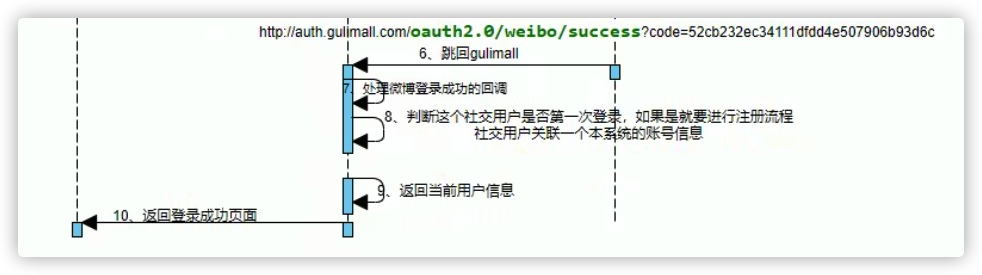 http://auth.gulimall.com/oauth2.0/weibo/success?code=52cb232ec34111dfdd4e507906b93d6c
6、跳回gulimall
7、处理微博登录成功的回调
8、判断这个社交用户是否第一次登录，如果是就要进行注册流程
社交用户关联一个本系统的账号信息
9、返回当前用户信息
10、返回登录成功页面